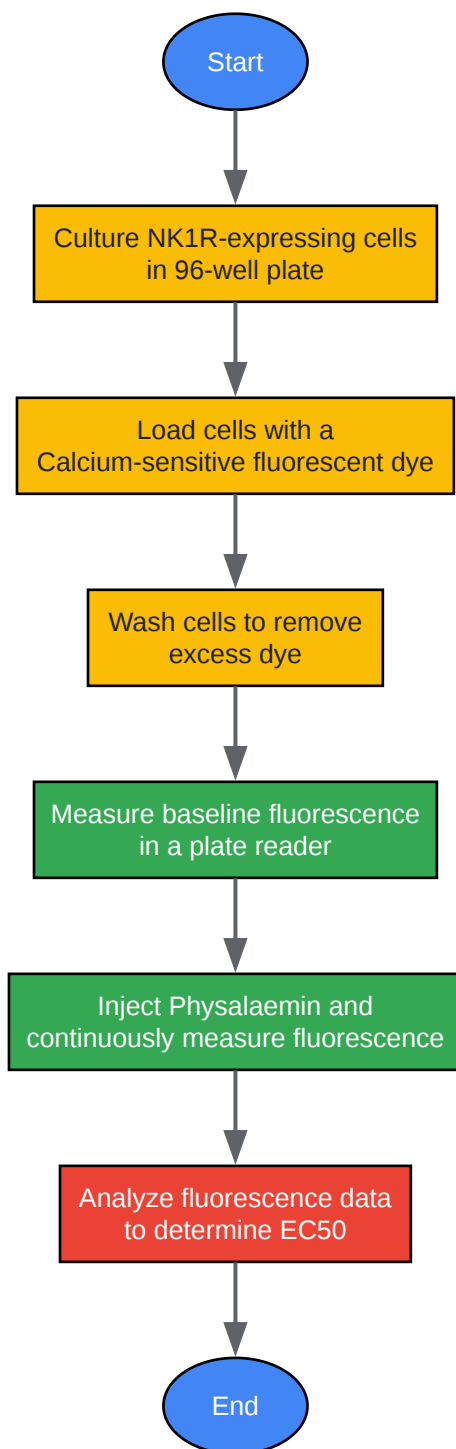 Start
Culture NK1R-expressing cells
in 96-well plate
Load cells with a
Calcium-sensitive fluorescent dye
Wash cells to remove
excess dye
Measure baseline fluorescence
in a plate reader
Inject Physalaemin and
continuously measure fluorescence
Analyze fluorescence data
to determine EC50
End